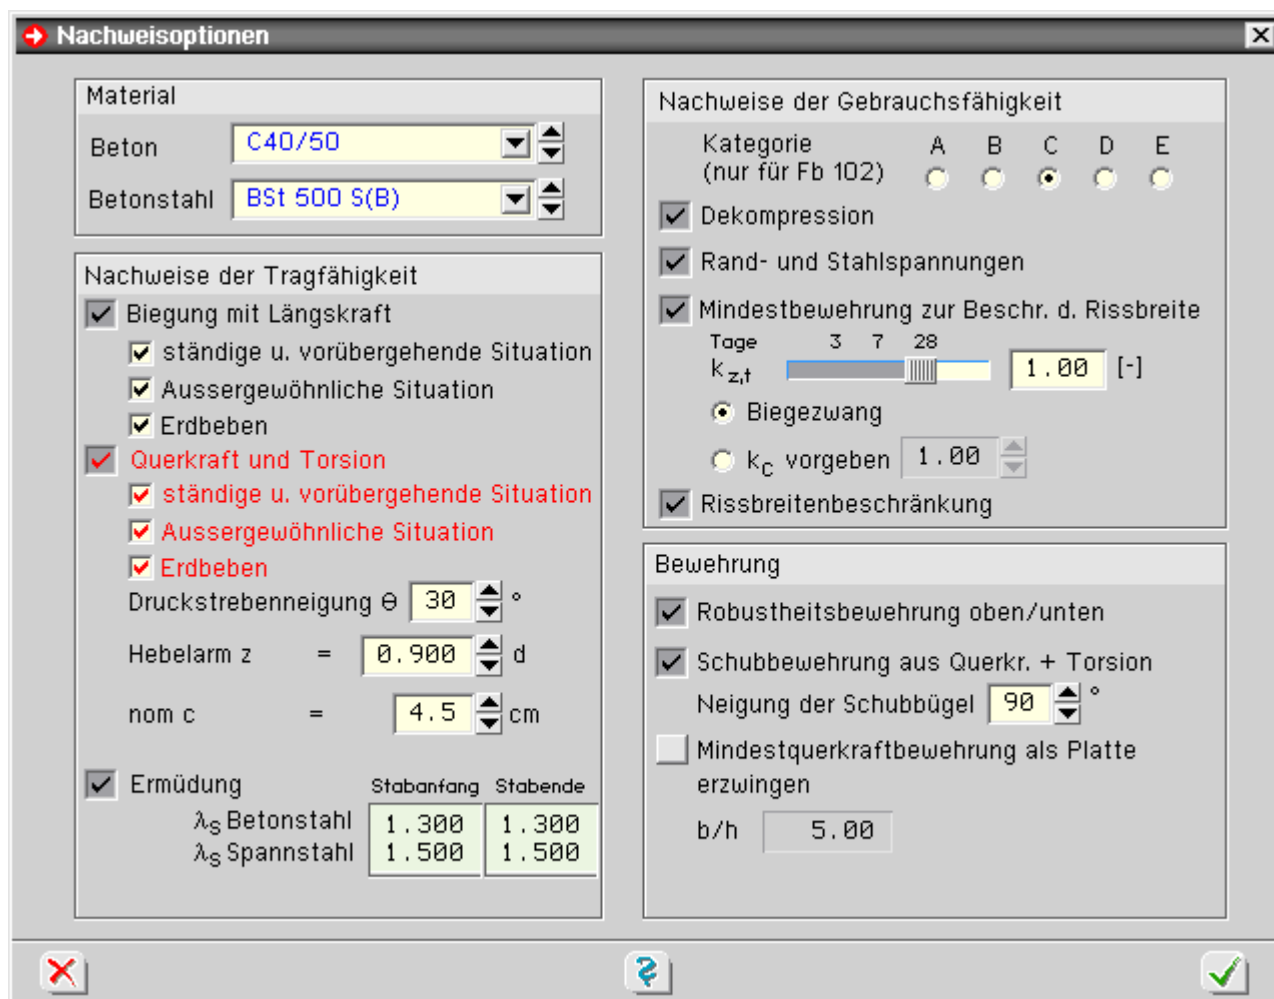 Nachweisoptionen
Material
Beton C40/50
Betonstahl BSt 500 S(B)
Nachweise der Tragfähigkeit
Biegung mit Längskraft
ständige u. vorübergehende Situation
Aussergewöhnliche Situation
Erdbeben
Querkraft und Torsion
ständige u. vorübergehende Situation
Aussergewöhnliche Situation
Erdbeben
Druckstrebenneigung Θ 30 °
Hebelarm z = 0.900 d
nom c = 4.5 cm
Ermüdung Stabanfang Stabende
λS Betonstahl 1.300 1.300
λS Spannstahl 1.500 1.500
Nachweise der Gebrauchsfähigkeit
Kategorie A B C D E
(nur für Fb 102)
Dekompression
Rand- und Stahlspannungen
Mindestbewehrung zur Beschr. d. Rissbreite
Tage 3 7 28
kz,t 1.00 [-]
Biegezwang
kc vorgeben 1.00
Rissbreitenbeschränkung
Bewehrung
Robustheitsbewehrung oben/unten
Schubbewehrung aus Querkr. + Torsion
Neigung der Schubbügel 90 °
Mindestquerkraftbewehrung als Platte
erzwingen
b/h 5.00